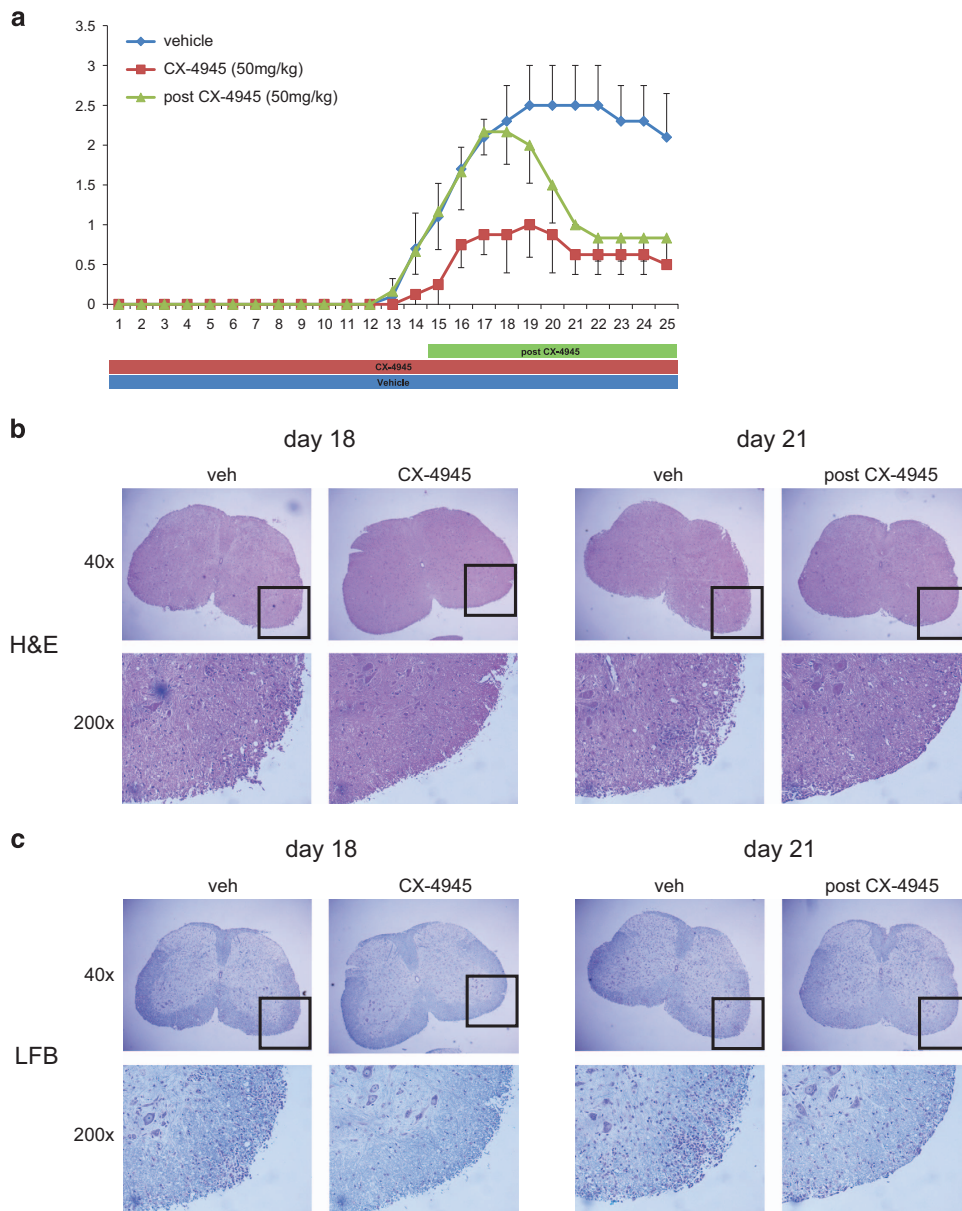 a
3.5
3
2.5
2
1.5
1
0.5
0
vehicle
CX-4945 (50mg/kg)
post CX-4945 (50mg/kg)
1 2 3 4 5 6 7 8 9 10 11 12 13 14 15 16 17 18 19 20 21 22 23 24 25
post CX-4945
CX-4945
Vehicle
b
day 18 day 21
veh CX-4945 veh post CX-4945
40x
H&E
200x
c
day 18 day 21
veh CX-4945 veh post CX-4945
40x
LFB
200x